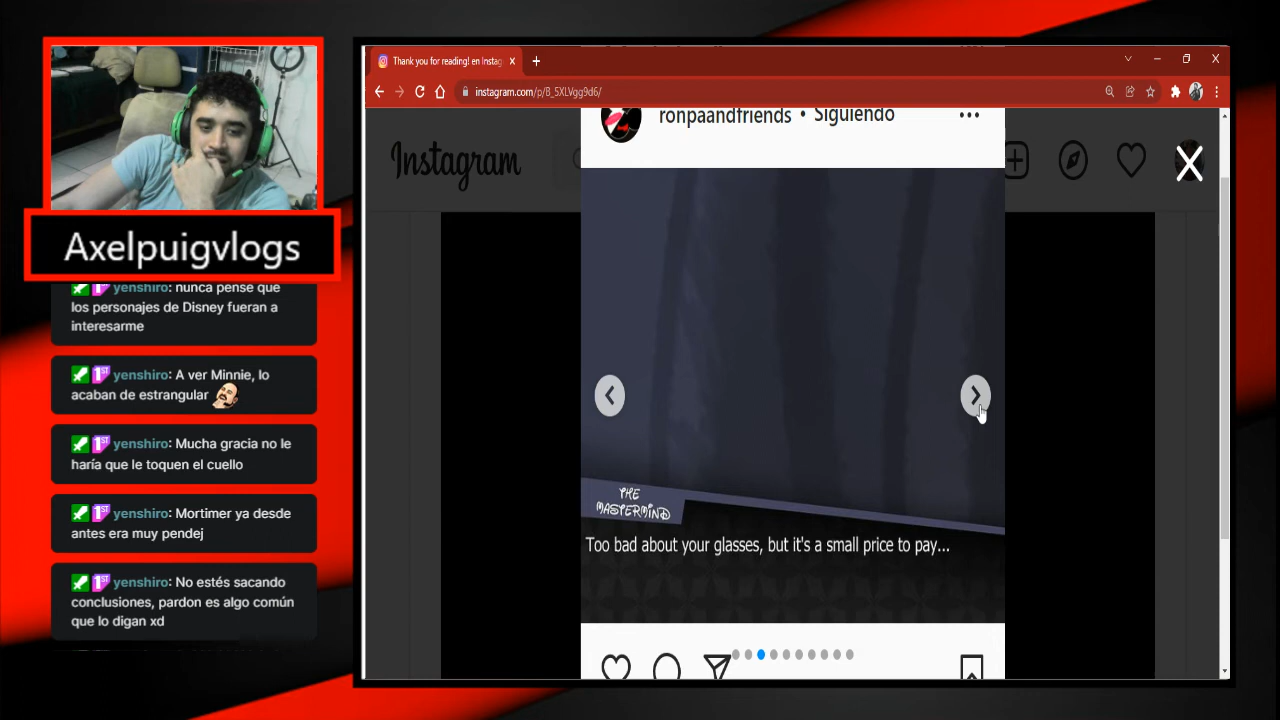 Thank you for reading! en Instag
instagram.com/p/B_5XLVgg9d6/
ronpaandfriends • Siguiendo
Instagram
Axelpuigvlogs
yenshiro: nunca pense que
los personajes de Disney fueran a
interesarme
yenshiro: A ver Minnie, lo
acaban de estrangular
yenshiro: Mucha gracia no le
haría que le toquen el cuello
yenshiro: Mortimer ya desde
antes era muy pendej
yenshiro: No estés sacando
conclusiones, pardon es algo común
que lo digan xd
THE
MASTERMIND
Too bad about your glasses, but it's a small price to pay...